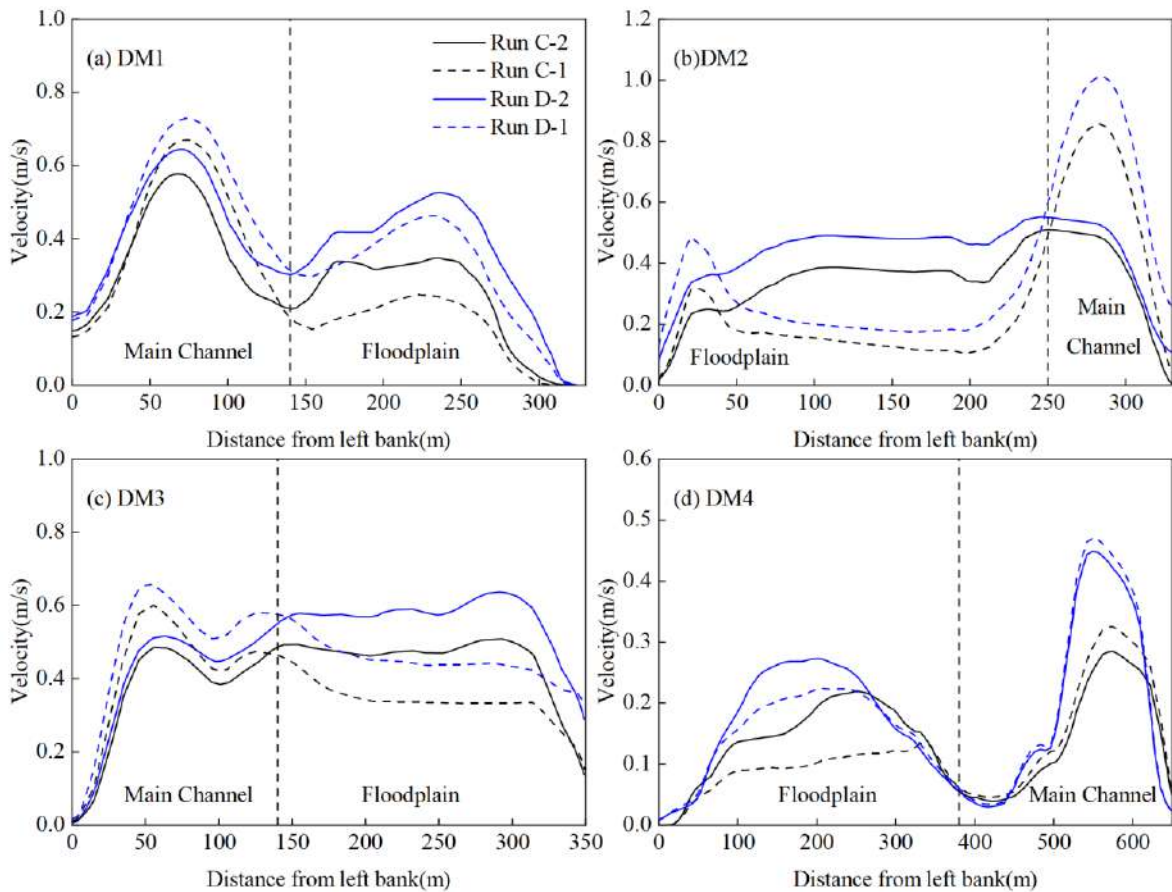 (a) DM1
Run C-2
Run C-1
Run D-2
Run D-1
1.0
0.8
0.6
0.4
0.2
0.0
Velocity(m/s)
Main Channel
Floodplain
0 50 100 150 200 250 300
Distance from left bank(m)
(b)DM2
1.2
1.0
0.8
0.6
0.4
0.2
0.0
Velocity(m/s)
Floodplain
Main
Channel
0 50 100 150 200 250 300
Distance from left bank(m)
(c) DM3
1.0
0.8
0.6
0.4
0.2
0.0
Velocity(m/s)
Main Channel
Floodplain
0 50 100 150 200 250 300 350
Distance from left bank(m)
(d) DM4
0.6
0.5
0.4
0.3
0.2
0.1
0.0
Velocity(m/s)
Floodplain
Main Channel
0 100 200 300 400 500 600
Distance from left bank(m)